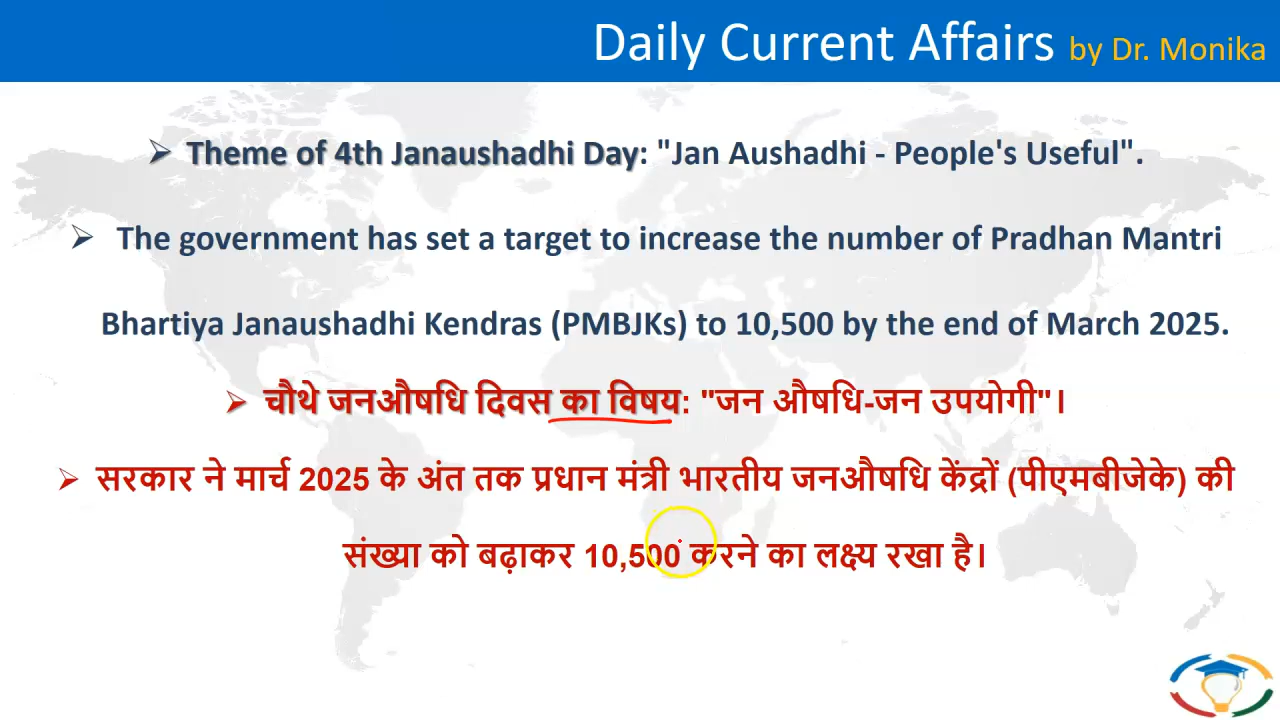 Daily Current Affairs by Dr. Monika
➢ Theme of 4th Janaushadhi Day: "Jan Aushadhi - People's Useful".
➢ The government has set a target to increase the number of Pradhan Mantri
Bhartiya Janaushadhi Kendras (PMBJKs) to 10,500 by the end of March 2025.
➢ चौथे जनऔषधि दिवस का विषय: "जन औषधि-जन उपयोगी"।
➢ सरकार ने मार्च 2025 के अंत तक प्रधान मंत्री भारतीय जनऔषधि केंद्रों (पीएमबीजेके) की
संख्या को बढ़ाकर 10,500 करने का लक्ष्य रखा है।